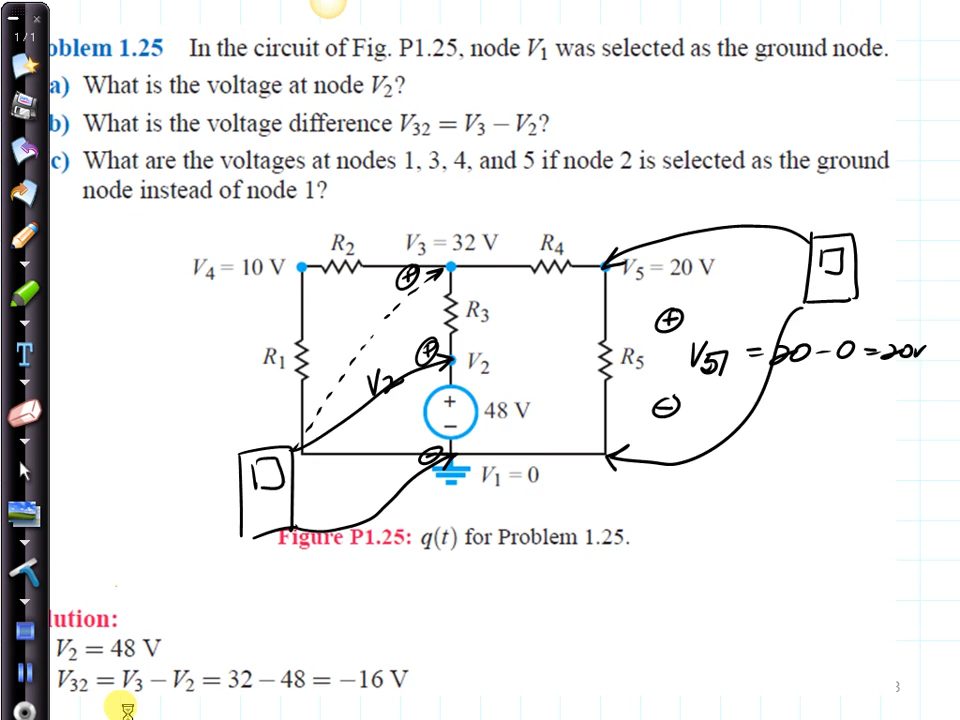 1/1
oblem 1.25 In the circuit of Fig. P1.25, node V₁ was selected as the ground node.
a) What is the voltage at node V₂?
b) What is the voltage difference V₃₂ = V₃ − V₂?
c) What are the voltages at nodes 1, 3, 4, and 5 if node 2 is selected as the ground
node instead of node 1?
R₂ V₃ = 32 V R₄
V₄ = 10 V V₅ = 20 V
+ R₃ +
R₁ + V₂ R₅ V₅₁ = 20 − 0 = 20V
V₂
+ 48 V −
−
− V₁ = 0
Figure P1.25: q(t) for Problem 1.25.
lution:
V₂ = 48 V
V₃₂ = V₃ − V₂ = 32 − 48 = −16 V
T